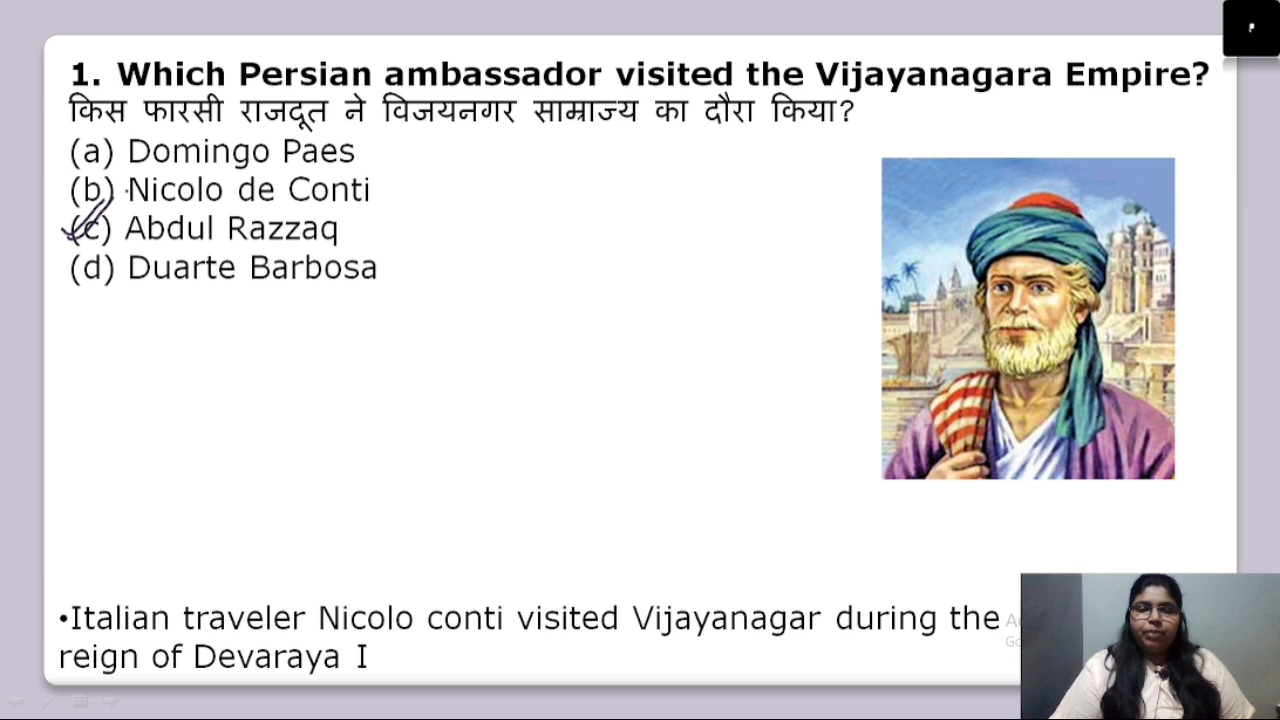 1. Which Persian ambassador visited the Vijayanagara Empire?
किस फारसी राजदूत ने विजयनगर साम्राज्य का दौरा किया?
(a) Domingo Paes
(b) Nicolo de Conti
(c) Abdul Razzaq
(d) Duarte Barbosa
•Italian traveler Nicolo conti visited Vijayanagar during the
reign of Devaraya I